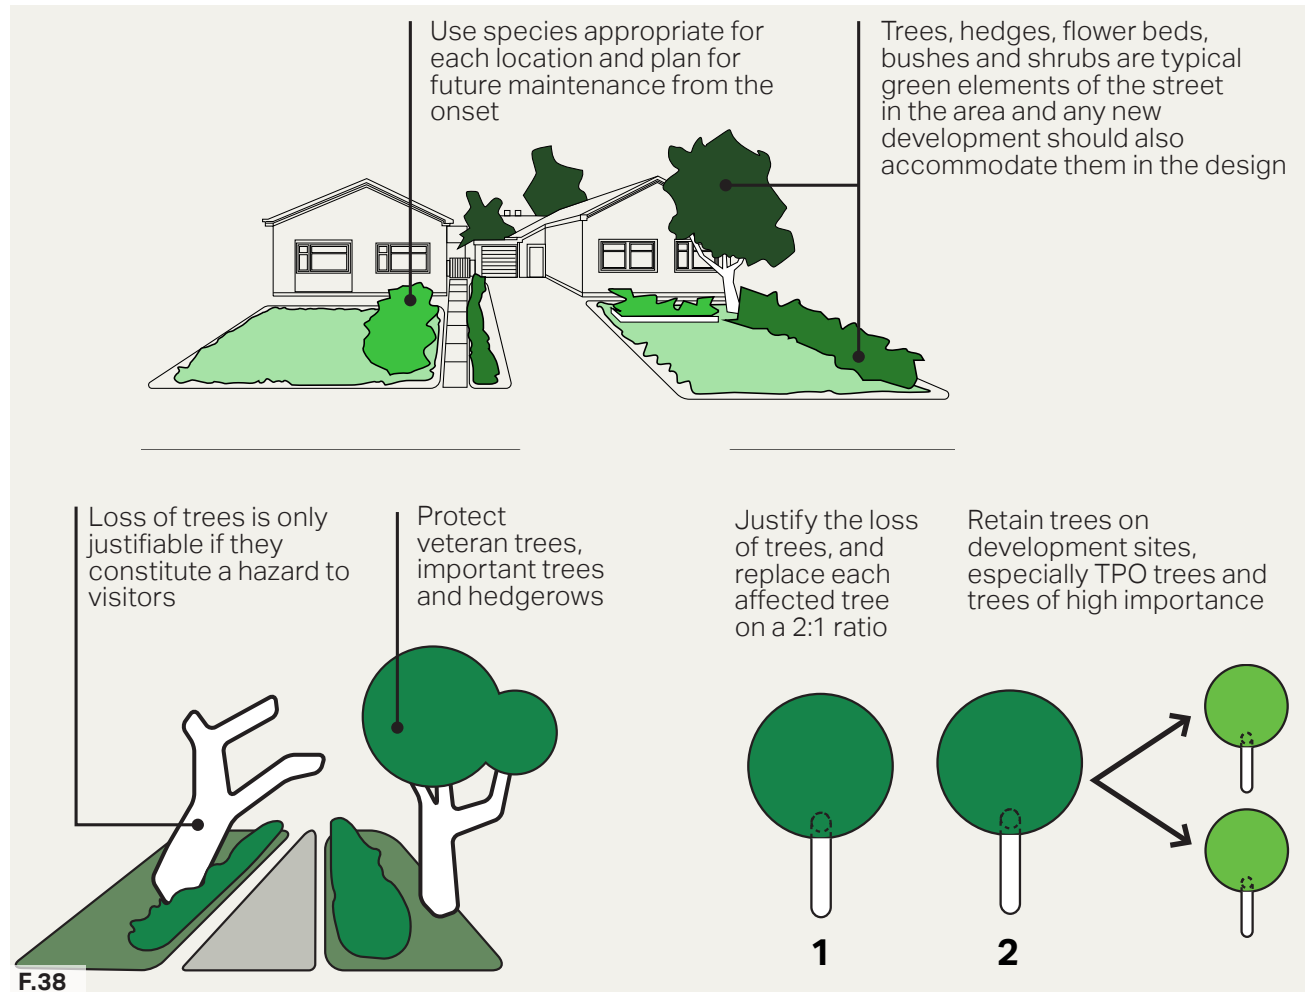 Use species appropriate for
each location and plan for
future maintenance from the
onset
Trees, hedges, flower beds,
bushes and shrubs are typical
green elements of the street
in the area and any new
development should also
accommodate them in the design
Loss of trees is only
justifiable if they
constitute a hazard to
visitors
Protect
veteran trees,
important trees
and hedgerows
Justify the loss
of trees, and
replace each
affected tree
on a 2:1 ratio
Retain trees on
development sites,
especially TPO trees and
trees of high importance
1
2
F.38